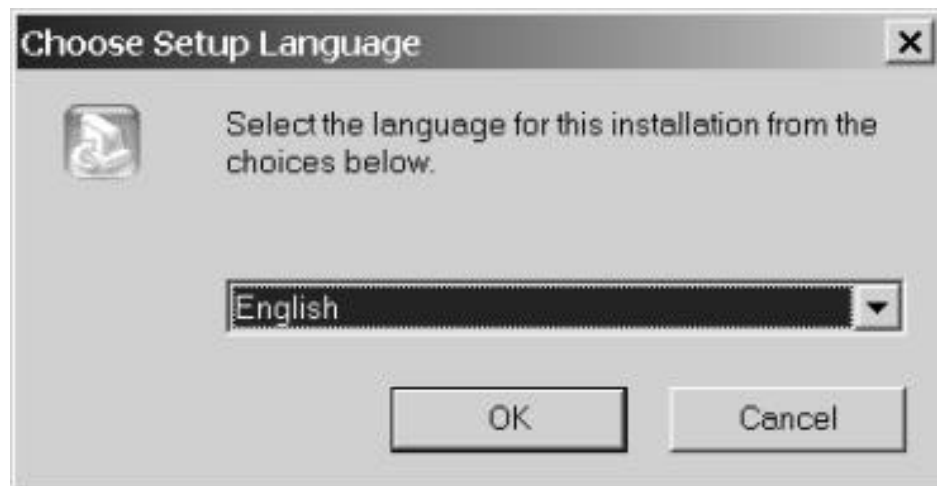 Choose Setup Language
Select the language for this installation from the
choices below.
English
OK
Cancel